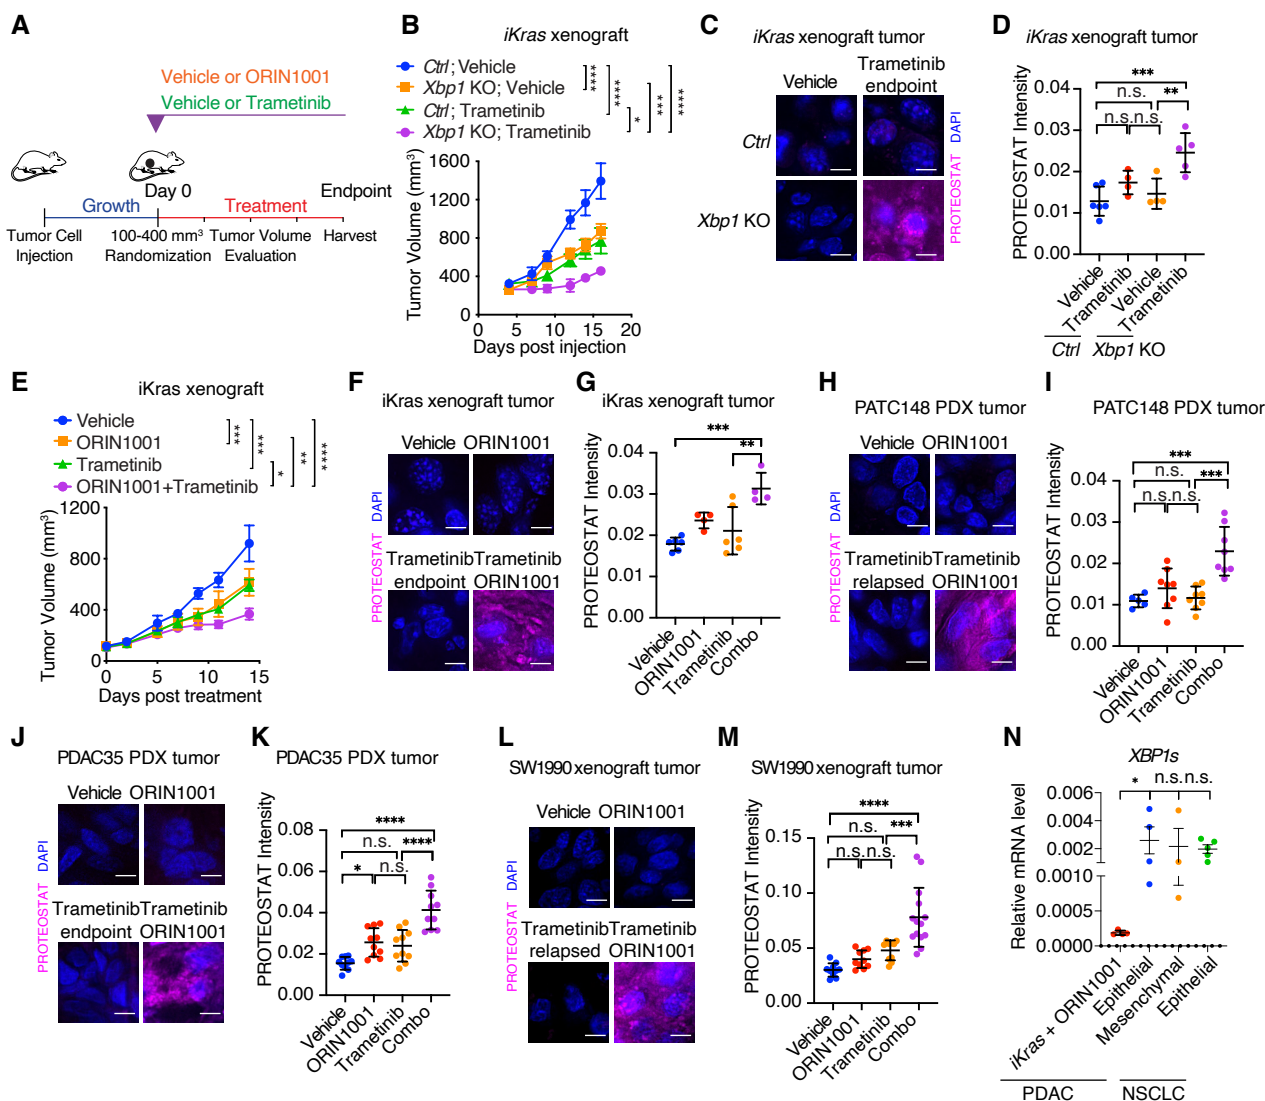 A
Vehicle or ORIN1001
Vehicle or Trametinib
Day 0
Endpoint
Growth
Treatment
Tumor Cell
Injection
100-400 mm³
Randomization
Tumor Volume
Evaluation
Harvest
B
iKras xenograft
Ctrl; Vehicle
Xbp1 KO; Vehicle
Ctrl; Trametinib
Xbp1 KO; Trametinib
****
****
*
***
****
Tumor Volume (mm³)
1600
1200
800
400
0
0 5 10 15 20
Days post injection
C
iKras xenograft tumor
Vehicle
Trametinib
endpoint
Ctrl
Xbp1 KO
PROTEOSTAT DAPI
D
iKras xenograft tumor
***
n.s.
**
n.s. n.s.
PROTEOSTAT Intensity
0.04
0.03
0.02
0.01
0.00
Vehicle
Trametinib
Vehicle
Trametinib
Ctrl Xbp1 KO
E
iKras xenograft
Vehicle
ORIN1001
Trametinib
ORIN1001+Trametinib
***
***
*
**
****
Tumor Volume (mm³)
1200
800
400
0
0 5 10 15
Days post treatment
F
iKras xenograft tumor
Vehicle ORIN1001
Trametinib Trametinib
endpoint ORIN1001
PROTEOSTAT DAPI
G
iKras xenograft tumor
***
**
PROTEOSTAT Intensity
0.04
0.03
0.02
0.01
0.00
Vehicle
ORIN1001
Trametinib
Combo
H
PATC148 PDX tumor
Vehicle ORIN1001
Trametinib Trametinib
relapsed ORIN1001
PROTEOSTAT DAPI
I
PATC148 PDX tumor
***
n.s.
***
n.s. n.s.
PROTEOSTAT Intensity
0.04
0.03
0.02
0.01
0.00
Vehicle
ORIN1001
Trametinib
Combo
J
PDAC35 PDX tumor
Vehicle ORIN1001
Trametinib Trametinib
endpoint ORIN1001
PROTEOSTAT DAPI
K
PDAC35 PDX tumor
****
n.s.
****
*
n.s.
PROTEOSTAT Intensity
0.08
0.06
0.04
0.02
0.00
Vehicle
ORIN1001
Trametinib
Combo
L
SW1990 xenograft tumor
Vehicle ORIN1001
Trametinib Trametinib
relapsed ORIN1001
PROTEOSTAT DAPI
M
SW1990 xenograft tumor
****
n.s.
***
n.s. n.s.
PROTEOSTAT Intensity
0.15
0.10
0.05
0.00
Vehicle
ORIN1001
Trametinib
Combo
N
XBP1s
* n.s. n.s.
Relative mRNA level
0.006
0.004
0.002
0.0010
0.0005
0.0000
iKras + ORIN1001
Epithelial
Mesenchymal
Epithelial
PDAC NSCLC